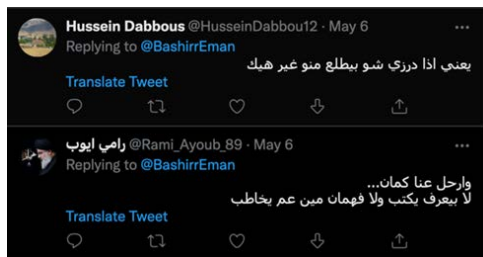 Hussein Dabbous @HusseinDabbou12 · May 6
Replying to @BashirrEman
يعني اذا درزي شو بيطلع منو غير هيك
Translate Tweet
رامي ايوب @Rami_Ayoub_89 · May 6
Replying to @BashirrEman
وارحل عنا كمان...
لا بيعرف يكتب ولا فهمان مين عم يخاطب
Translate Tweet